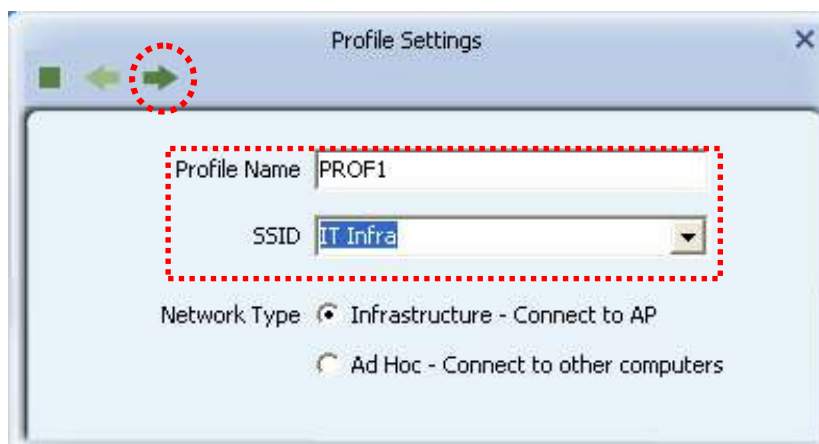 Profile Settings
Profile Name PROF1
SSID IT Infra
Network Type Infrastructure - Connect to AP
Ad Hoc - Connect to other computers